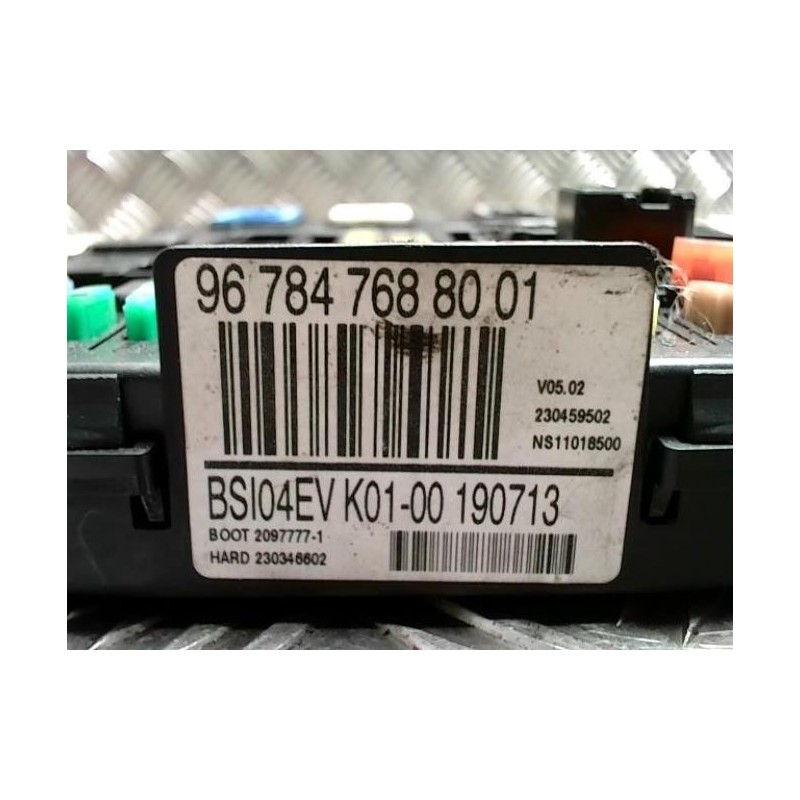 96 784 768 80 01
V05.02
230459502
NS11018500
BSI04EV K01-00 190713
BOOT 2097777-1
HARD 230346602